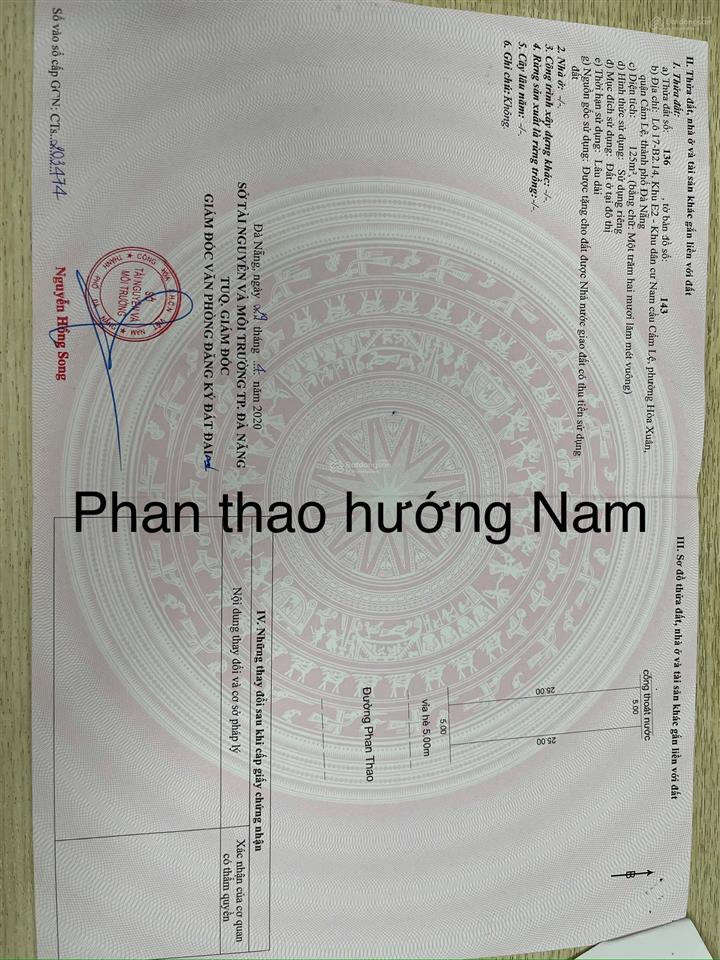 II. Thửa đất, nhà ở và tài sản khác gắn liền với đất
1. Thửa đất:
a) Thửa đất số: 136 , tờ bản đồ số: 143
b) Địa chỉ: Lô 17-B2.14, Khu E2 - Khu dân cư Nam cầu Cẩm Lệ, phường Hòa Xuân,
quận Cẩm Lệ, thành phố Đà Nẵng
c) Diện tích: 125m², (bằng chữ: Một trăm hai mươi lăm mét vuông)
d) Hình thức sử dụng: Sử dụng riêng
đ) Mục đích sử dụng: Đất ở tại đô thị
e) Thời hạn sử dụng: Lâu dài
g) Nguồn gốc sử dụng: Được tặng cho đất được Nhà nước giao đất có thu tiền sử dụng
đất
2. Nhà ở: -/-
3. Công trình xây dựng khác: -/-
4. Rừng sản xuất là rừng trồng: -/-
5. Cây lâu năm: -/-
6. Ghi chú: Không
Đà Nẵng, ngày tháng 4 năm 2020
SỞ TÀI NGUYÊN VÀ MÔI TRƯỜNG TP. ĐÀ NẴNG
TUQ. GIÁM ĐỐC
GIÁM ĐỐC VĂN PHÒNG ĐĂNG KÝ ĐẤT ĐAI
SỞ
TÀI NGUYÊN VÀ
MÔI TRƯỜNG
Nguyễn Hồng Song
Số vào sổ cấp GCN: CTs..203474
Phan thao hướng Nam
III. Sơ đồ thửa đất, nhà ở và tài sản khác gắn liền với đất
cống thoát nước
5.00
25.00
25.00
5.00
vỉa hè 5.00m
Đường Phan Thao
B
IV. Những thay đổi sau khi cấp giấy chứng nhận
Nội dung thay đổi và cơ sở pháp lý
Xác nhận của cơ quan
có thẩm quyền
Batdongsan